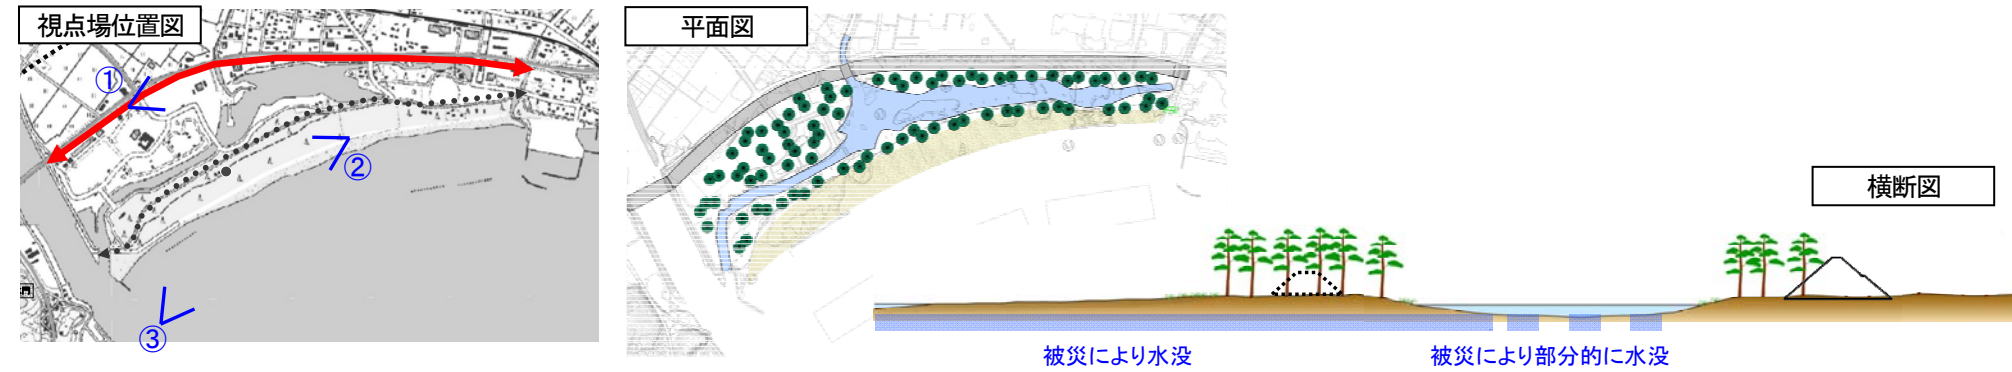 視点場位置図
①
②
③
平面図
横断図
被災により水没
被災により部分的に水没